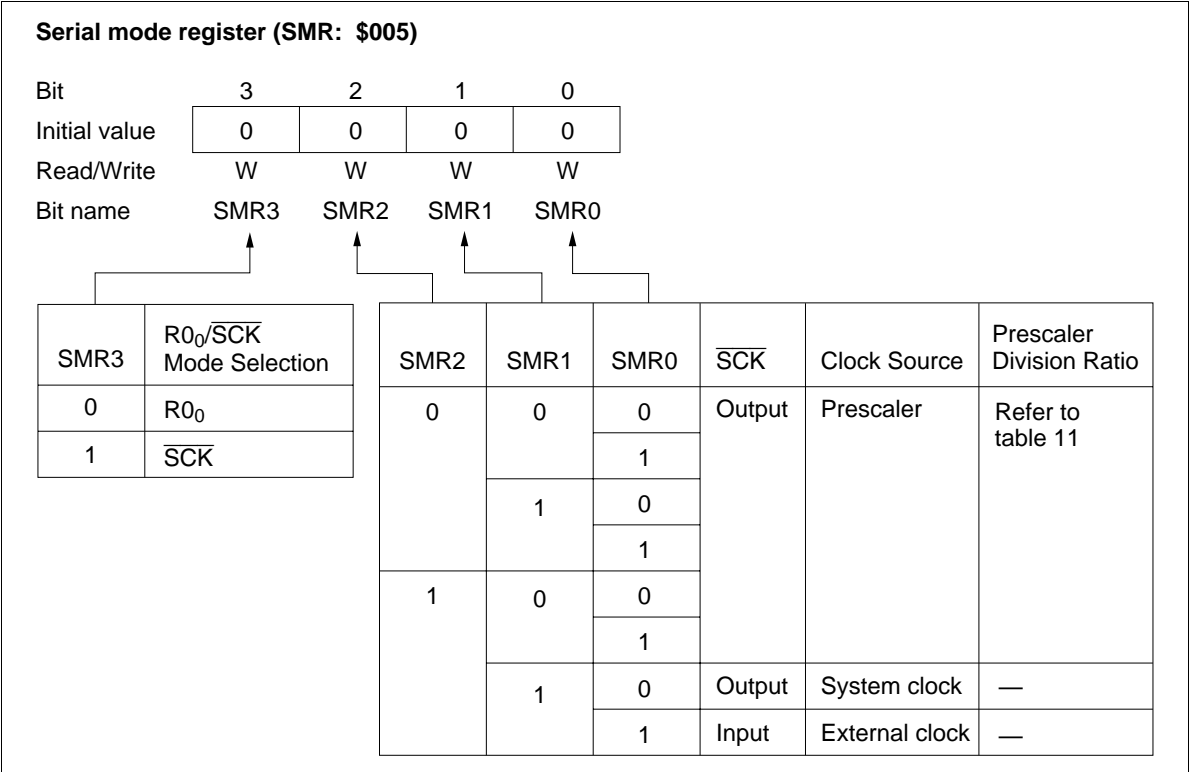 Serial mode register (SMR: $005)
Bit 3 2 1 0
Initial value 0 0 0 0
Read/Write W W W W
Bit name SMR3 SMR2 SMR1 SMR0
SMR3 R0₀/S̅C̅K̅ Mode Selection
0 R0₀
1 S̅C̅K̅
SMR2 SMR1 SMR0 S̅C̅K̅ Clock Source Prescaler Division Ratio
0 0 0 Output Prescaler Refer to table 11
1
1 0
1
1 0 0
1
1 0 Output System clock —
1 Input External clock —